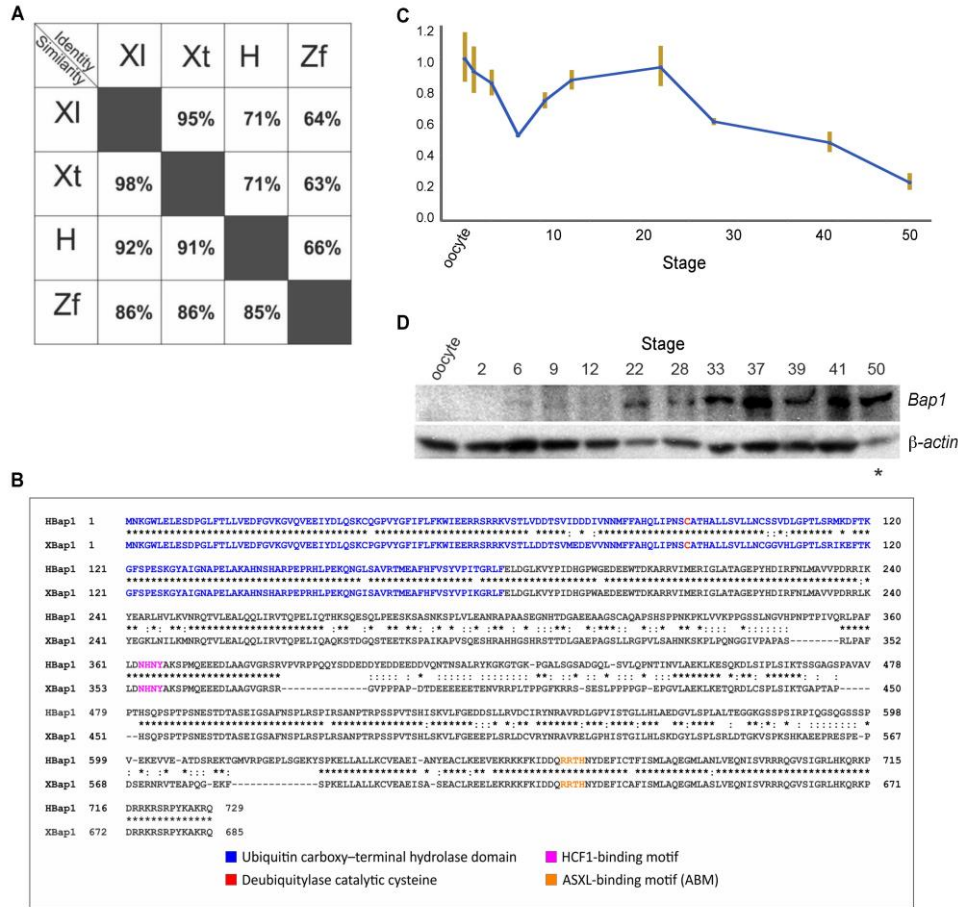 A
Identity
Similarity
Xl Xt H Zf
Xl 95% 71% 64%
Xt 98% 71% 63%
H 92% 91% 66%
Zf 86% 86% 85%
C
1.2
1.0
0.8
0.6
0.4
0.2
0.0
oocyte 10 20 30 40 50
Stage
D
Stage
oocyte 2 6 9 12 22 28 33 37 39 41 50
Bap1
β-actin
*
B
HBap1 1 MNKGWLELESDPGLFTLLVEDFGVKGVQVEEIYDLQSKCQGPVYGFIFLFKWIEERRSRRKVSTLVDDTSVIDDDIVNNMFFAHQLIPNSCATHALLSVLLNCSSVDLGPTLSRMKDFTK 120
XBap1 1 MNKGWLELESDPGLFTLLVEDFGVKGVQVEEIYDLQSKCPGPVYGFIFLFKWIEERRSRRKVSTLLDDTSVMEDEVVNNMFFAHQLIPNSCATHALLSVLLNCGGVHLGPTLSRIKEFTK 120
HBap1 121 GFSPESKGYAIGNAPELAKAHNSHARPEPRHLPEKQNGLSAVRTMEAFHFVSYVPITGRLFELDGLKVYPIDHGPWGEDEEWTDKARRVIMERIGLATAGEPYHDIRFNLMAVVPDRRIK 240
XBap1 121 GFSPESKGYAIGNAPELAKAHNSHARPEPRHLPEKQNGISAVRTMEAFHFVSYVPIKGRLFELDGLKVYPIDHGPWADDEEWTDKARRVIMERIGLATAGEPYHDIRFNLMAVVPDRRLK 240
HBap1 241 YEARLHVLKVNRQTVLEALQQLIRVTQPELIQTHKSQESQLPEESKSASNKSPLVLEANRAPAASEGNHTDGAEEAAGSCAQAPSHSPPNKPKLVVKPPGSSLNGVHPNPTPIVQRLPAF 360
XBap1 241 YEGKLNILKMNRQTVLEALQQLIRVTQPELIQAQKSTDGQSTEETKSPAIKAPVSQESHRAHHGSHRSTTDGAEPPAGLRGPVLSAHNKSKPLPQNGGIVPAPAS-------RLPAF 352
HBap1 361 LDNHNYAKSPMQEEEDLAAGVGRSRVPVRPPQQYSDDEDDYEDDEEDDVQNTNSALRYKGKGTGK-PGALSGSADGQL-SVLQPNTINVLAEKLKESQKDLSIPLSIKTSSGAGSPAVAV 478
XBap1 353 LDNHNYAKSPMQEEEDLAAGVGRSR------------GVPPPAP-DTDEEEEEETENVRRPLTPPGFKRRS-SESLPPPPGP-EPGVLAEKLKETQRDLCSPLSIKTGAPTAP----- 450
HBap1 479 PTHSQPSPTPSNESTDTASEIGSAFNSPLRSPIRSANPTRPSSPVTSHISKVLFGEDDSLLRVDCIRYNRAVRDLGPVISTGLLHLAEDGVLSPLALTEGGKGSSPSIRPIQGSQGSSSP 598
XBap1 451 -HSQPSPTPSNESTDTASEIGSAFNSPLRSPIRSANPTRPSSPVTSHLSKVLFGEEEPLSRLDCVRYNRAVRELGPHISTGILHLSKDGYLSPLSRLDTGKVSPKSHKAEEPRESPE-P 567
HBap1 599 V-EKEVVE-ATDSREKTGMVRPGEPLSGEKYSPKELLALLKCVEAEI-ANYEACLKEEVEKRKKFKIDDQRRTHNYDEFICTFISMLAQEGMLANLVEQNISVRRRQGVSIGRLHKQRKP 715
XBap1 568 DSERNRVTEAPQG-EKF--------SPKELLALLKCVEAEISA-SEACLREELEKRKKFKIDDQRRTHNYDEFICAFISMLAQEGMLASLVEQNISVRRRQGVSIGRLHKQRKP 671
HBap1 716 DRRKRSRPYKAKRQ 729
XBap1 672 DRRKRSRPYKAKRQ 685
Ubiquitin carboxy–terminal hydrolase domain
HCF1-binding motif
Deubiquitylase catalytic cysteine
ASXL-binding motif (ABM)